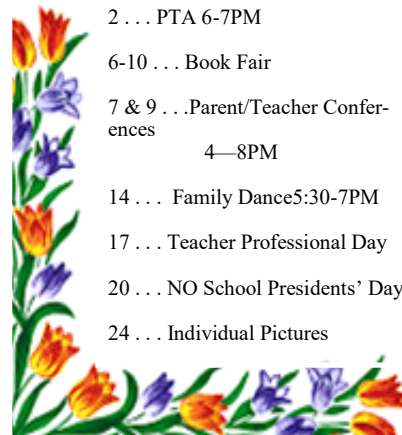 2 . . . PTA 6-7PM
6-10 . . . Book Fair
7 & 9 . . .Parent/Teacher Confer-
ences
4—8PM
14 . . .  Family Dance5:30-7PM
17 . . . Teacher Professional Day
20 . . . NO School Presidents’ Day
24 . . . Individual Pictures